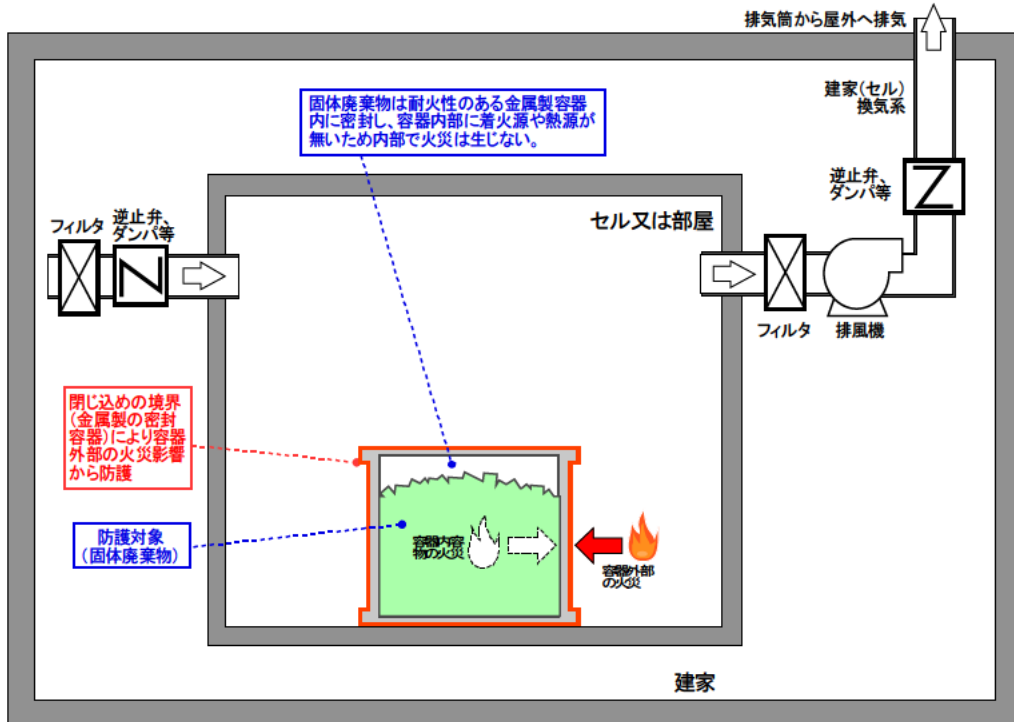 排気筒から屋外へ排気
建家(セル)
換気系
逆止弁、
ダンパ等
固体廃棄物は耐火性のある金属製容器
内に密封し、容器内部に着火源や熱源が
無いため内部で火災は生じない。
フィルタ
逆止弁、
ダンパ等
セル又は部屋
フィルタ
排風機
閉じ込めの境界
(金属製の密封
容器)により容器
外部の火災影響
から防護
防護対象
(固体廃棄物)
容器内容
物の火災
容器外部
の火災
建家